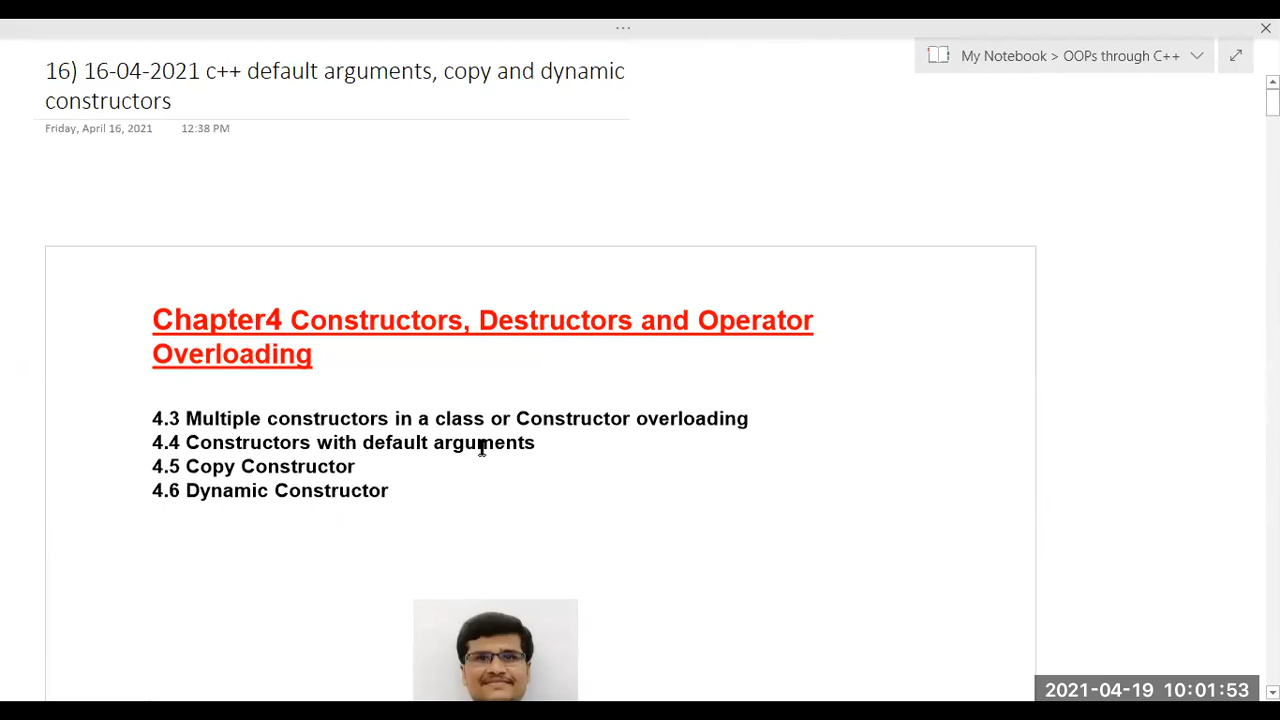 My Notebook > OOPs through C++
16) 16-04-2021 c++ default arguments, copy and dynamic
constructors
Friday, April 16, 2021 12:38 PM
Chapter4 Constructors, Destructors and Operator
Overloading
4.3 Multiple constructors in a class or Constructor overloading
4.4 Constructors with default arguments
4.5 Copy Constructor
4.6 Dynamic Constructor
2021-04-19 10:01:53